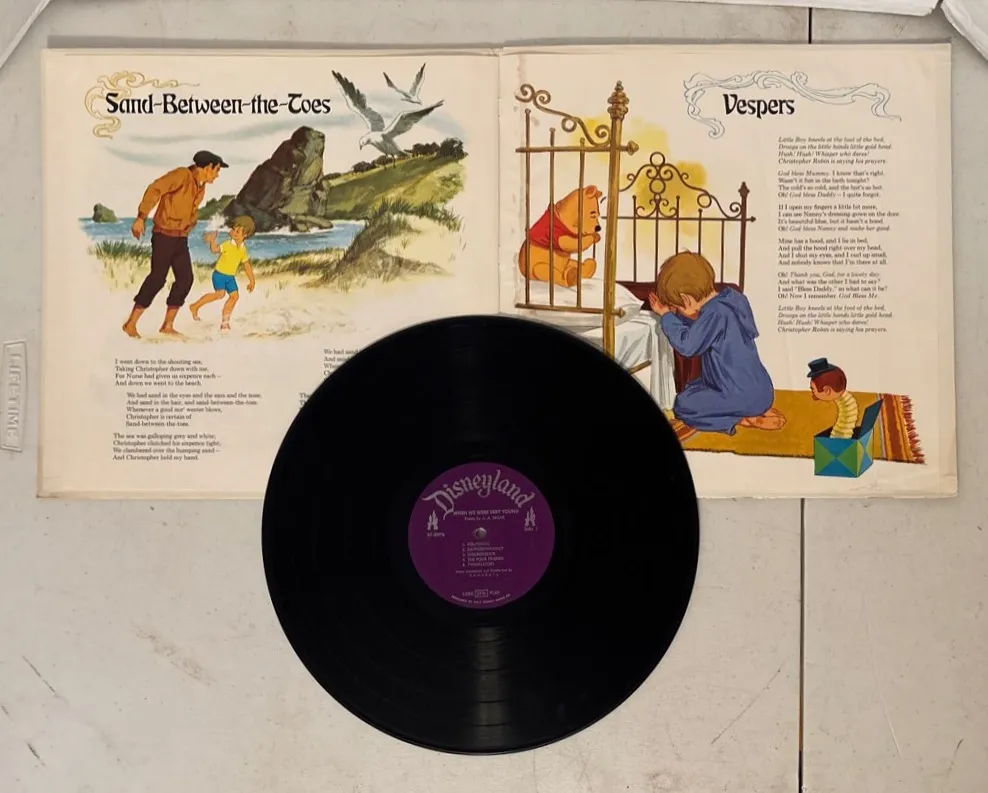 Sand-Between-the-Toes
I went down to the shouting sea,
Taking Christopher down with me,
For Nurse had given us sixpence each –
And down we went to the beach.
We had sand in the eyes and the ears and the nose,
And sand in the hair, and sand-between-the-toes.
Whenever a good nor' wester blows,
Christopher is certain of
Sand-between-the-toes.
The sea was galloping grey and white;
Christopher clutched his sixpence tight;
We clambered over the humping sand –
And Christopher held my hand.
We had sand
And sand
Vespers
Little Boy kneels at the foot of the bed,
Droops on the little hands little gold head.
Hush! Hush! Whisper who dares!
Christopher Robin is saying his prayers.
God bless Mummy. I know that's right.
Wasn't it fun in the bath tonight?
The cold's so cold, and the hot's so hot.
Oh! God bless Daddy – I quite forgot.
If I open my fingers a little bit more,
I can see Nanny's dressing-gown on the door.
It's a beautiful blue, but it hasn't a hood.
Oh! God bless Nanny and make her good.
Mine has a hood, and I lie in bed,
And pull the hood right over my head,
And I shut my eyes, and I curl up small,
And nobody knows that I'm there at all.
Oh! Thank you, God, for a lovely day.
And what was the other I had to say?
I said "Bless Daddy," so what can it be?
Oh! Now I remember. God Bless Me.
Little Boy kneels at the foot of the bed,
Droops on the little hands little gold head.
Hush! Hush! Whisper who dares!
Christopher Robin is saying his prayers.
Disneyland
WHEN WE WERE VERY YOUNG
Poems by A. A. MILNE
LIFETIME